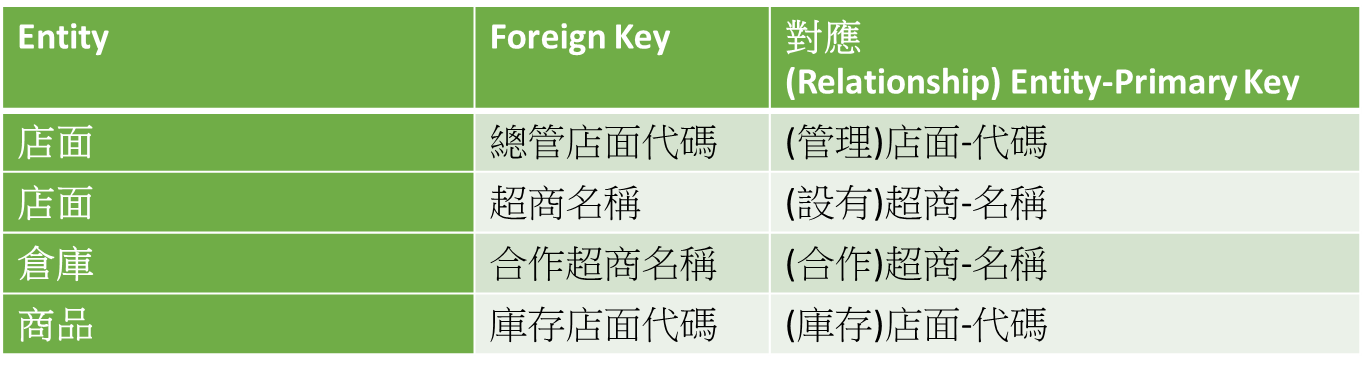 Entity Foreign Key 對應
(Relationship) Entity-Primary Key
店面 總管店面代碼 (管理)店面-代碼
店面 超商名稱 (設有)超商-名稱
倉庫 合作超商名稱 (合作)超商-名稱
商品 庫存店面代碼 (庫存)店面-代碼